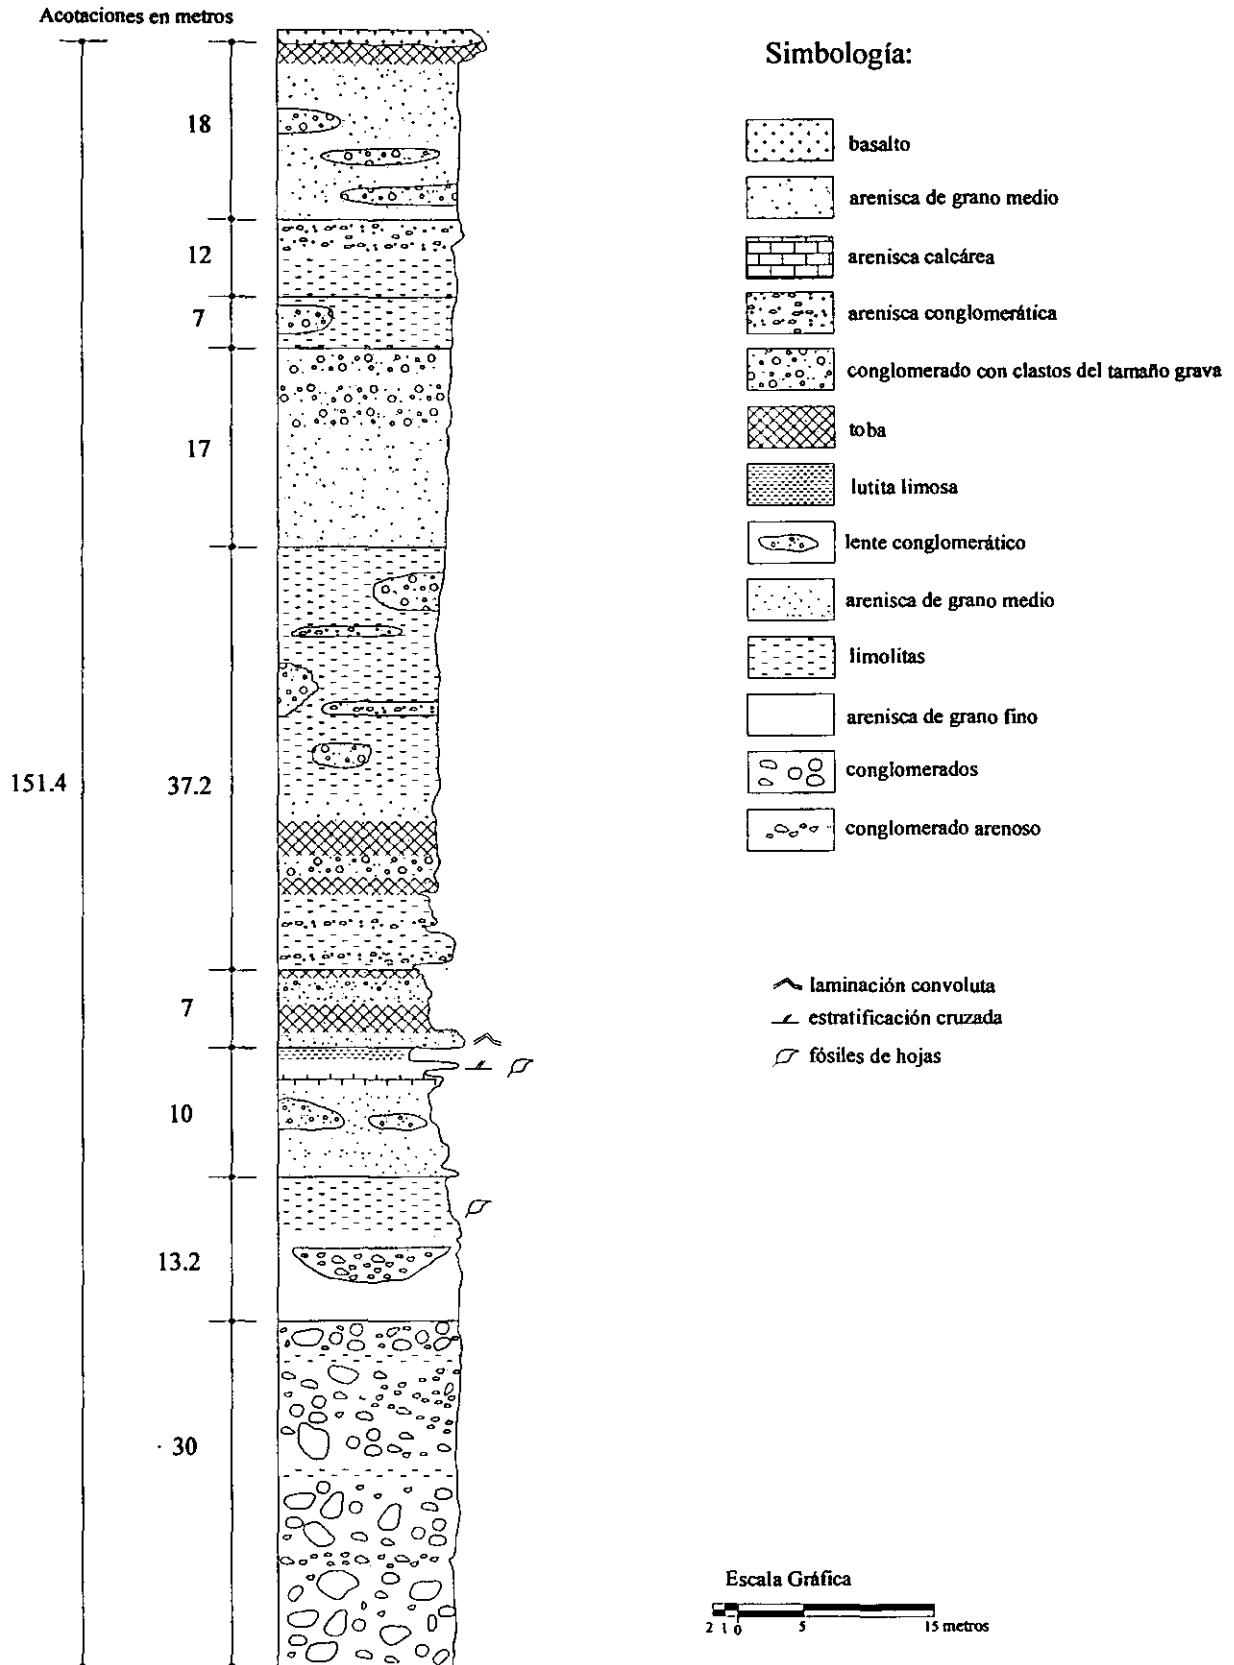 Acotaciones en metros
18
12
7
17
151.4
37.2
7
10
13.2
30
Simbología:
basalto
arenisca de grano medio
arenisca calcárea
arenisca conglomerática
conglomerado con clastos del tamaño grava
toba
lutita limosa
lente conglomerático
arenisca de grano medio
limolitas
arenisca de grano fino
conglomerados
conglomerado arenoso
laminación convoluta
estratificación cruzada
fósiles de hojas
Escala Gráfica
2 1 0 5 15 metros